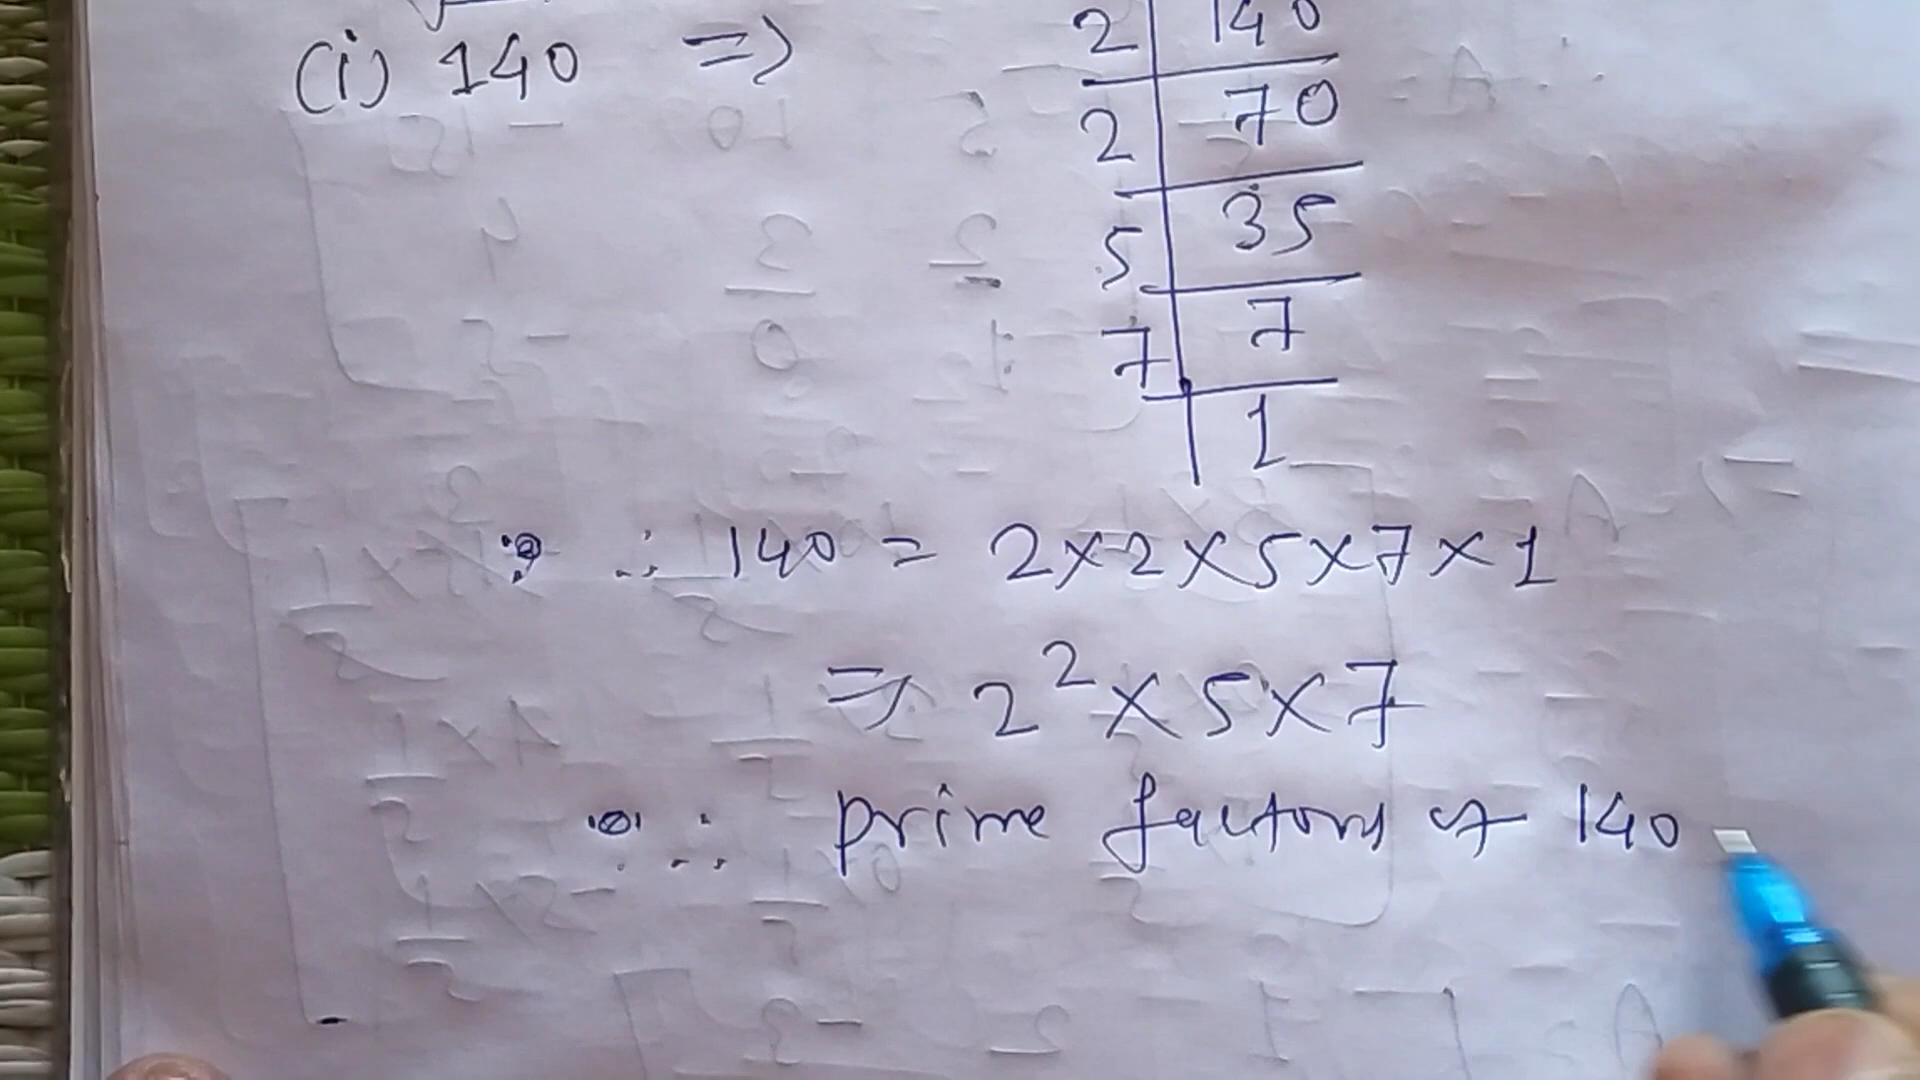 (i) 140 => 2 | 140
2 | 70
5 | 35
7 | 7
1
∴ 140 = 2×2×5×7×1
=> 2²×5×7
∴ prime factors of 140